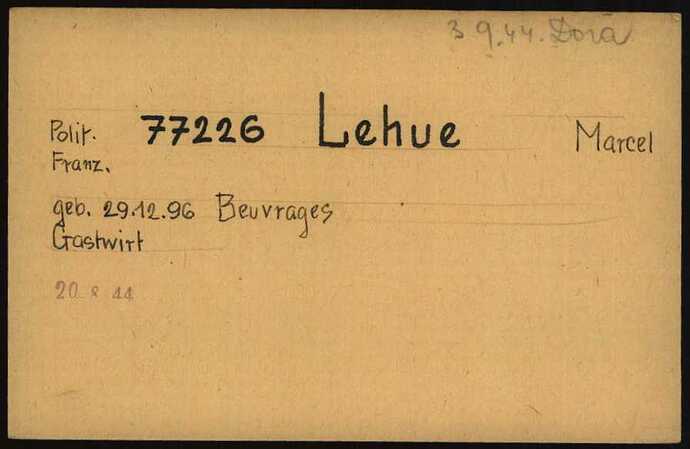 3 9.44. Dora
Polit. 77226 Lehue Marcel
Franz.
geb. 29.12.96 Beuvrages
Gastwirt
20 8 44